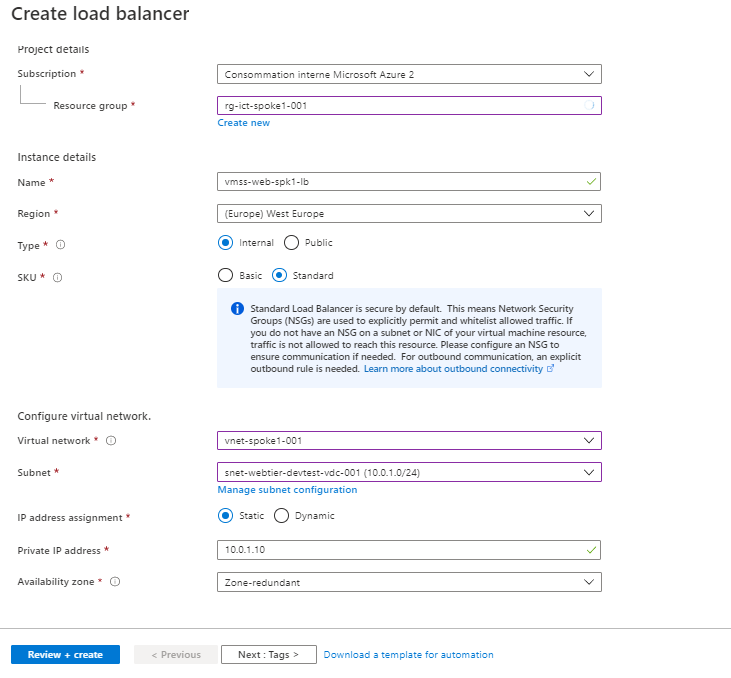 Create load balancer
Project details
Subscription *
Consommation interne Microsoft Azure 2
Resource group *
rg-ict-spoke1-001
Create new
Instance details
Name *
vmss-web-spk1-lb
Region *
(Europe) West Europe
Type *
Internal
Public
SKU *
Basic
Standard
Standard Load Balancer is secure by default. This means Network Security
Groups (NSGs) are used to explicitly permit and whitelist allowed traffic. If
you do not have an NSG on a subnet or NIC of your virtual machine resource,
traffic is not allowed to reach this resource. Please configure an NSG to
ensure communication if needed. For outbound communication, an explicit
outbound rule is needed. Learn more about outbound connectivity
Configure virtual network.
Virtual network *
vnet-spoke1-001
Subnet *
snet-webtier-devtest-vdc-001 (10.0.1.0/24)
Manage subnet configuration
IP address assignment *
Static
Dynamic
Private IP address *
10.0.1.10
Availability zone *
Zone-redundant
Review + create
< Previous
Next : Tags >
Download a template for automation